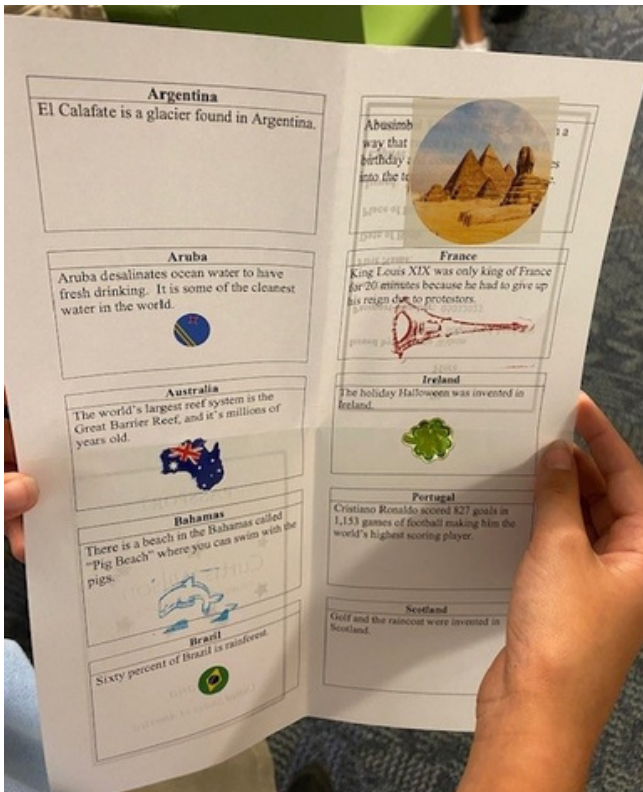 Argentina
El Calafate is a glacier found in Argentina.
Aruba
Aruba desalinates ocean water to have
fresh drinking. It is some of the cleanest
water in the world.
Australia
The world's largest reef system is the
Great Barrier Reef, and it's millions of
years old.
Bahamas
There is a beach in the Bahamas called
"Pig Beach" where you can swim with the
pigs.
Brazil
Sixty percent of Brazil is rainforest.
Abusimb
way that
birthday
into the
France
King Louis XIX was only king of France
for 20 minutes because he had to give up
his reign due to protestors.
Ireland
The holiday Halloween was invented in
Ireland.
Portugal
Cristiano Ronaldo scored 827 goals in
1,153 games of football making him the
world's highest scoring player.
Scotland
Golf and the raincoat were invented in
Scotland.